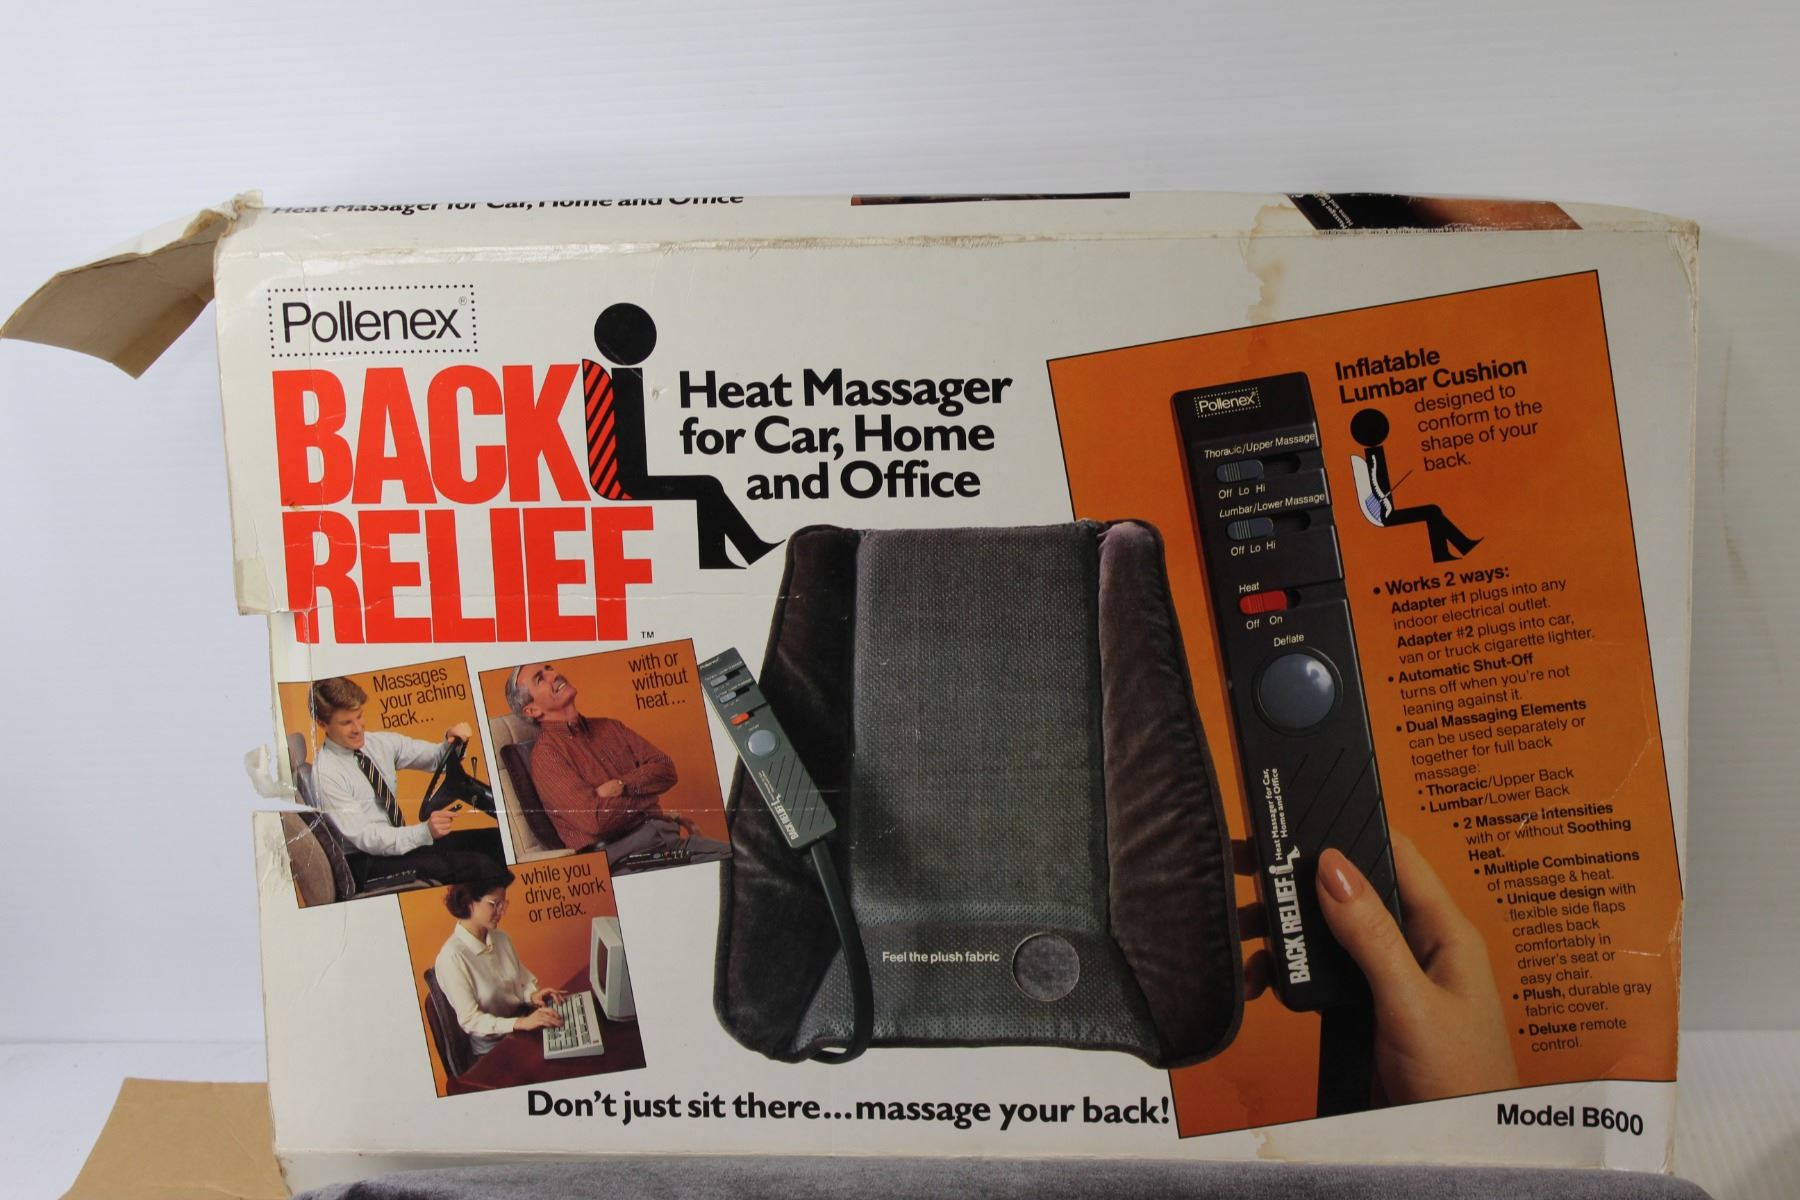 Heat Massager for Car, Home and Office
Pollenex®
BACK
RELIEF™
Heat Massager
for Car, Home
and Office
Massages
your aching
back...
with or
without
heat...
while you
drive, work
or relax.
Pollenex
BACK RELIEF
Feel the plush fabric
Don't just sit there...massage your back!
Pollenex
Thoracic/Upper Massage
Off Lo Hi
Lumbar/Lower Massage
Off Lo Hi
Heat
Off On
Deflate
BACK RELIEF
Heat Massager for Car,
Home and Office
Inflatable
Lumbar Cushion
designed to
conform to the
shape of your
back.
• Works 2 ways:
Adapter #1 plugs into any
indoor electrical outlet.
Adapter #2 plugs into car,
van or truck cigarette lighter.
• Automatic Shut-Off
turns off when you're not
leaning against it.
• Dual Massaging Elements
can be used separately or
together for full back
massage:
• Thoracic/Upper Back
• Lumbar/Lower Back
• 2 Massage Intensities
with or without Soothing
Heat.
• Multiple Combinations
of massage & heat.
• Unique design with
flexible side flaps
cradles back
comfortably in
driver's seat or
easy chair.
• Plush, durable gray
fabric cover.
• Deluxe remote
control.
Model B600